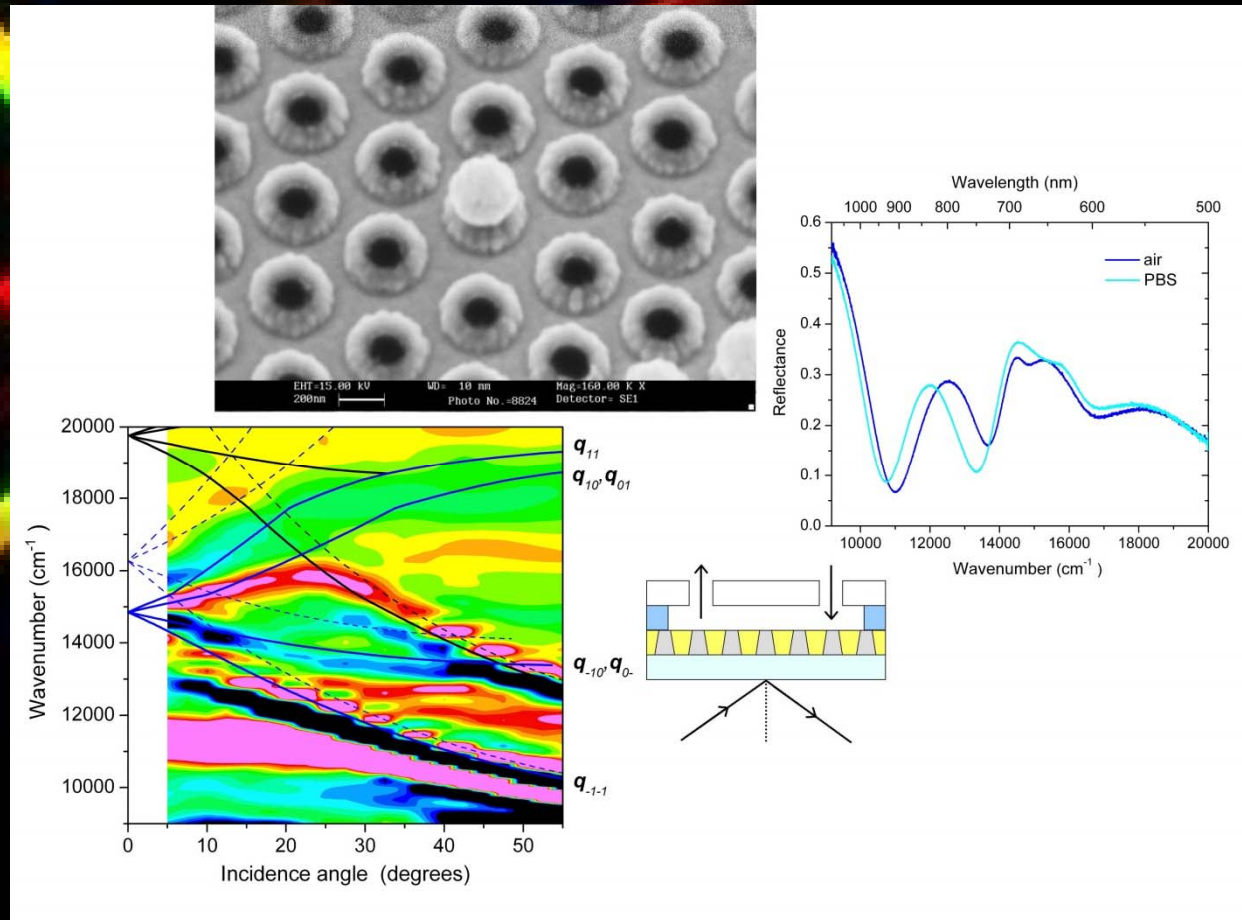 EHT=15.00 kV WD= 10 mm Mag=160.00 K X
200nm Photo No.=8824 Detector= SE1
Wavelength (nm)
1000 900 800 700 600 500
0.6
0.5
0.4
0.3
0.2
0.1
0.0
Reflectance
air
PBS
10000 12000 14000 16000 18000 20000
Wavenumber (cm⁻¹ )
20000
18000
16000
14000
12000
10000
Wavenumber (cm⁻¹ )
q₁₁
q₁₀, q₀₁
q₋₁₀, q₀₋
q₋₁₋₁
0 10 20 30 40 50
Incidence angle (degrees)